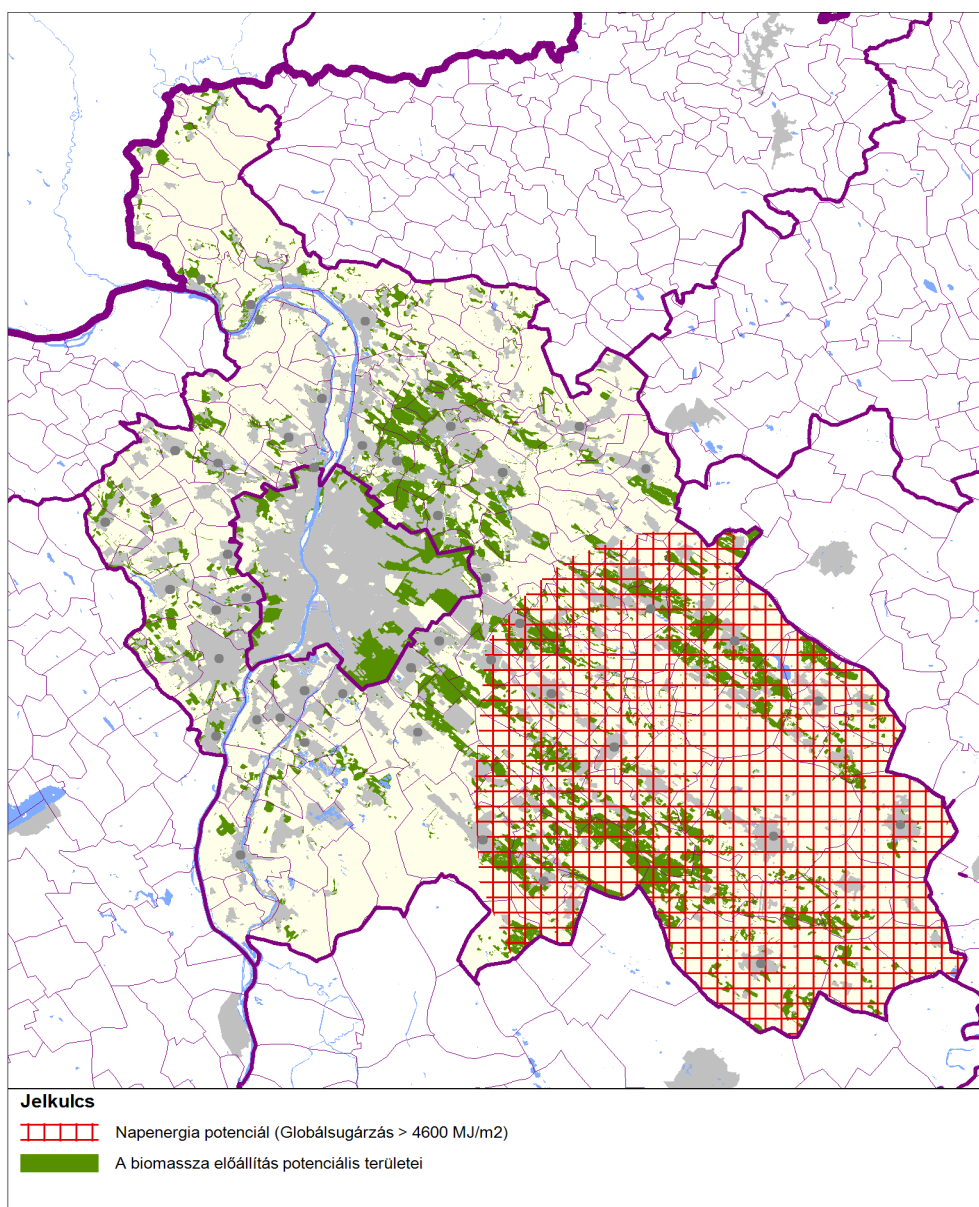 Jelkulcs
Napenergia potenciál (Globálsugárzás > 4600 MJ/m2)
A biomassza előállítás potenciális területei